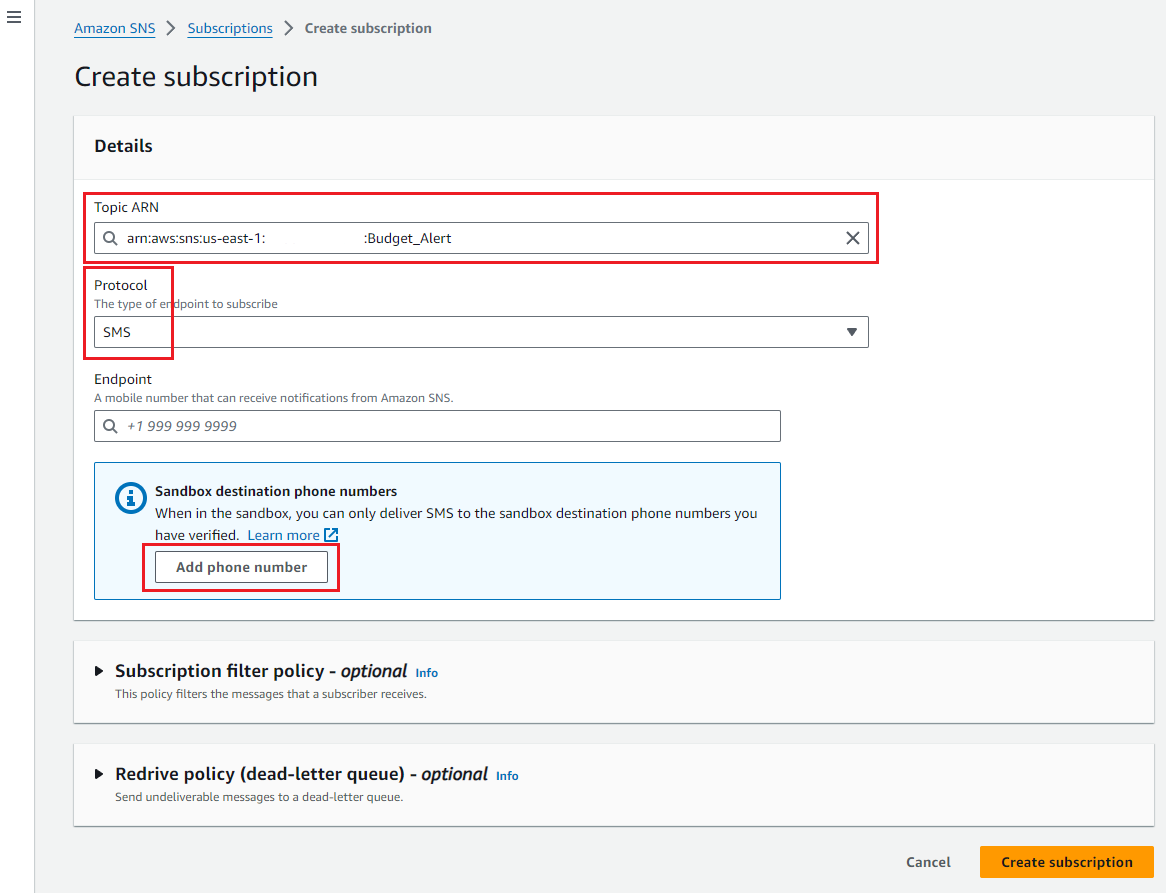 Amazon SNS > Subscriptions > Create subscription
Create subscription
Details
Topic ARN
arn:aws:sns:us-east-1: :Budget_Alert
Protocol
The type of endpoint to subscribe
SMS
Endpoint
A mobile number that can receive notifications from Amazon SNS.
+1 999 999 9999
Sandbox destination phone numbers
When in the sandbox, you can only deliver SMS to the sandbox destination phone numbers you
have verified. Learn more
Add phone number
Subscription filter policy - optional Info
This policy filters the messages that a subscriber receives.
Redrive policy (dead-letter queue) - optional Info
Send undeliverable messages to a dead-letter queue.
Cancel Create subscription